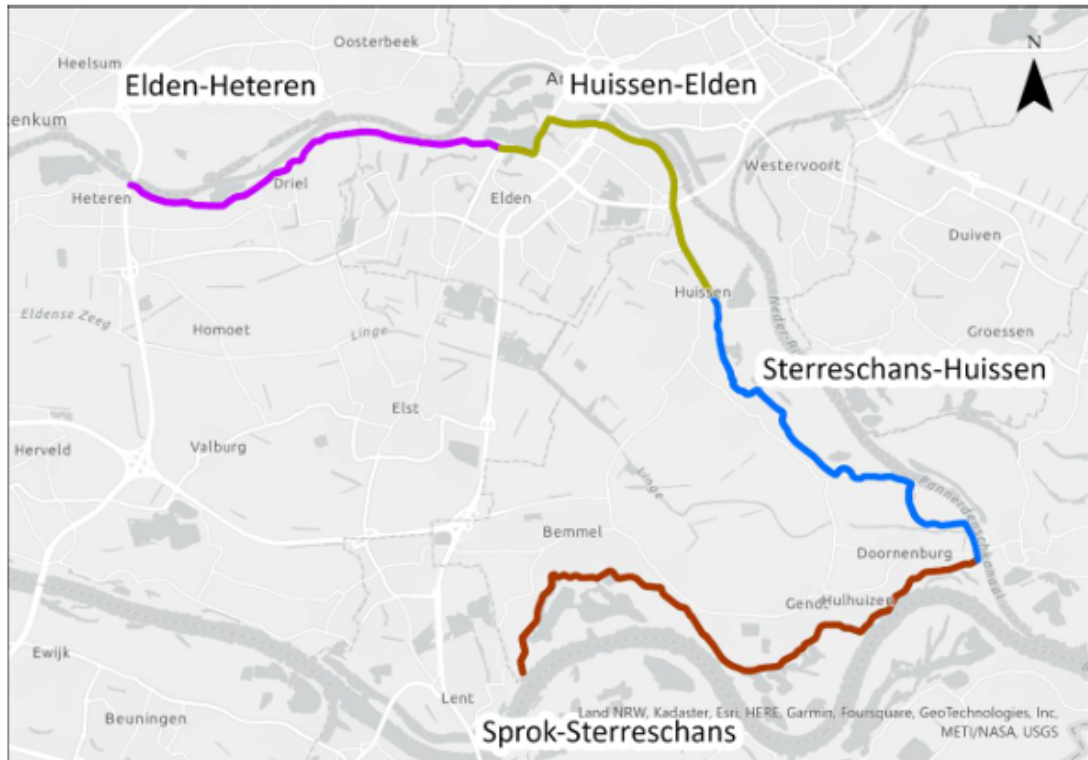 Oosterbeek
Heelsum
N
Elden-Heteren
Huissen-Elden
enkum
Westervoort
Heteren
Driel
Elden
Duiven
Huissen
Eldense Zeeg
Homoet
Linge
Groessen
Sterreschans-Huissen
Elst
Herveld
Valburg
Linge
Pannerdenschkanaal
Bemmel
Doornenburg
Hulhuizen
Ewijk
Lent
Beuningen
Sprok-Sterreschans
Land NRW, Kadaster, Esri, HERE, Garmin, Foursquare, GeoTechnologies, Inc,
METI/NASA, USGS